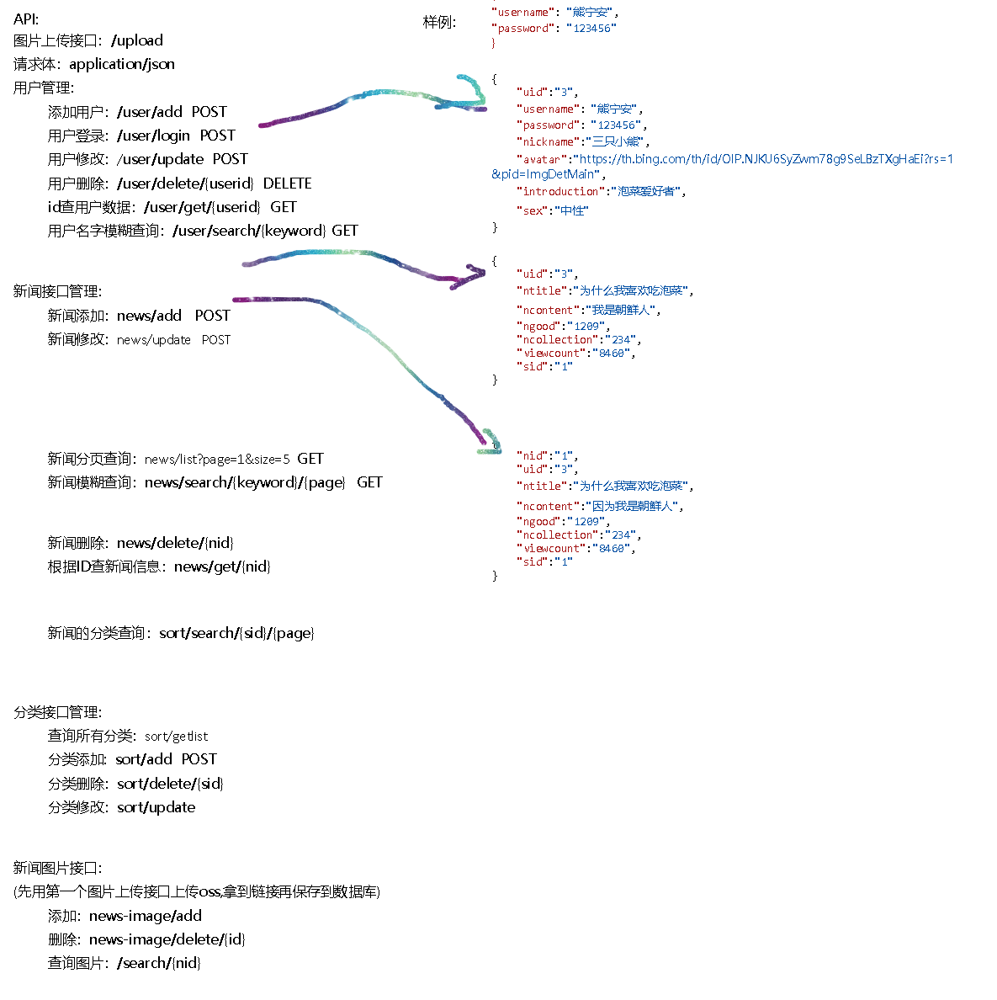 API:
图片上传接口：/upload
请求体：application/json
用户管理:
添加用户：/user/add POST
用户登录：/user/login POST
用户修改：/user/update POST
用户删除：/user/delete/{userid} DELETE
id查用户数据：/user/get/{userid} GET
用户名字模糊查询：/user/search/{keyword} GET
新闻接口管理:
新闻添加：news/add POST
新闻修改：news/update POST
新闻分页查询：news/list?page=1&size=5 GET
新闻模糊查询：news/search/{keyword}/{page} GET
新闻删除：news/delete/{nid}
根据ID查新闻信息：news/get/{nid}
新闻的分类查询：sort/search/{sid}/{page}
分类接口管理:
查询所有分类：sort/getlist
分类添加：sort/add POST
分类删除：sort/delete/{sid}
分类修改：sort/update
新闻图片接口:
(先用第一个图片上传接口上传oss,拿到链接再保存到数据库)
添加：news-image/add
删除：news-image/delete/{id}
查询图片：/search/{nid}
样例:
"username": "熊宁安",
"password": "123456"
}
{
"uid":"3",
"username": "熊宁安",
"password": "123456",
"nickname":"三只小熊",
"avatar":"https://th.bing.com/th/id/OIP.NJKU6SyZwm78g9SeLBzTXgHaEi?rs=1
&pid=ImgDetMain",
"introduction":"泡菜爱好者",
"sex":"中性"
}
{
"uid":"3",
"ntitle":"为什么我喜欢吃泡菜",
"ncontent":"我是朝鲜人",
"ngood":"1209",
"ncollection":"234",
"viewcount":"8460",
"sid":"1"
}
"nid":"1",
"uid":"3",
"ntitle":"为什么我喜欢吃泡菜",
"ncontent":"因为我是朝鲜人",
"ngood":"1209",
"ncollection":"234",
"viewcount":"8460",
"sid":"1"
}